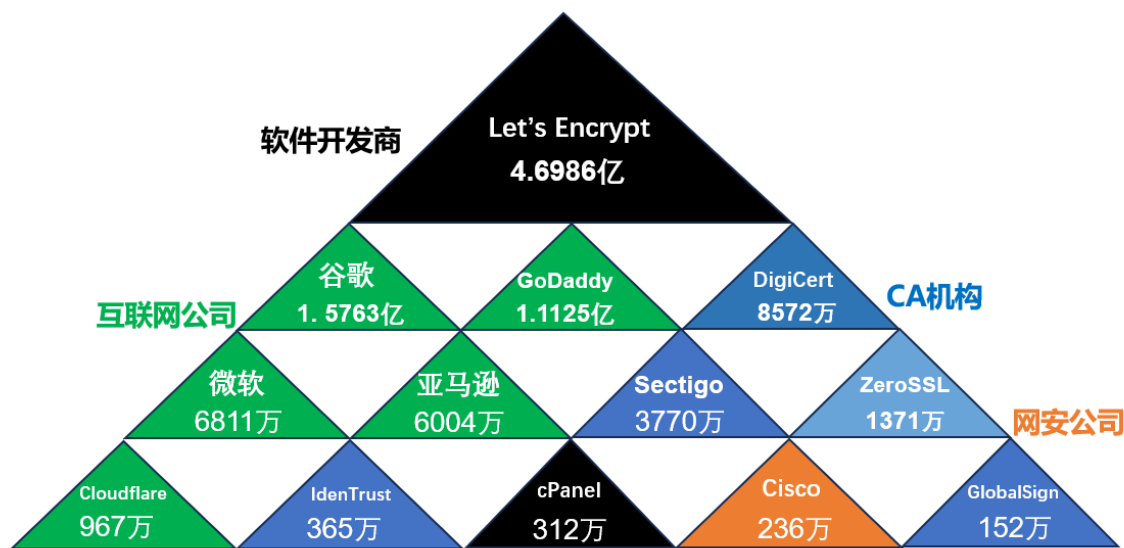 Let's Encrypt
软件开发商
4.6986亿
谷歌
GoDaddy
DigiCert
CA机构
互联网公司
1. 5763亿
1.1125亿
8572万
微软
亚马逊
Sectigo
ZeroSSL
6811万
6004万
3770万
1371万
网安公司
Cloudflare
IdenTrust
cPanel
Cisco
GlobalSign
967万
365万
312万
236万
152万